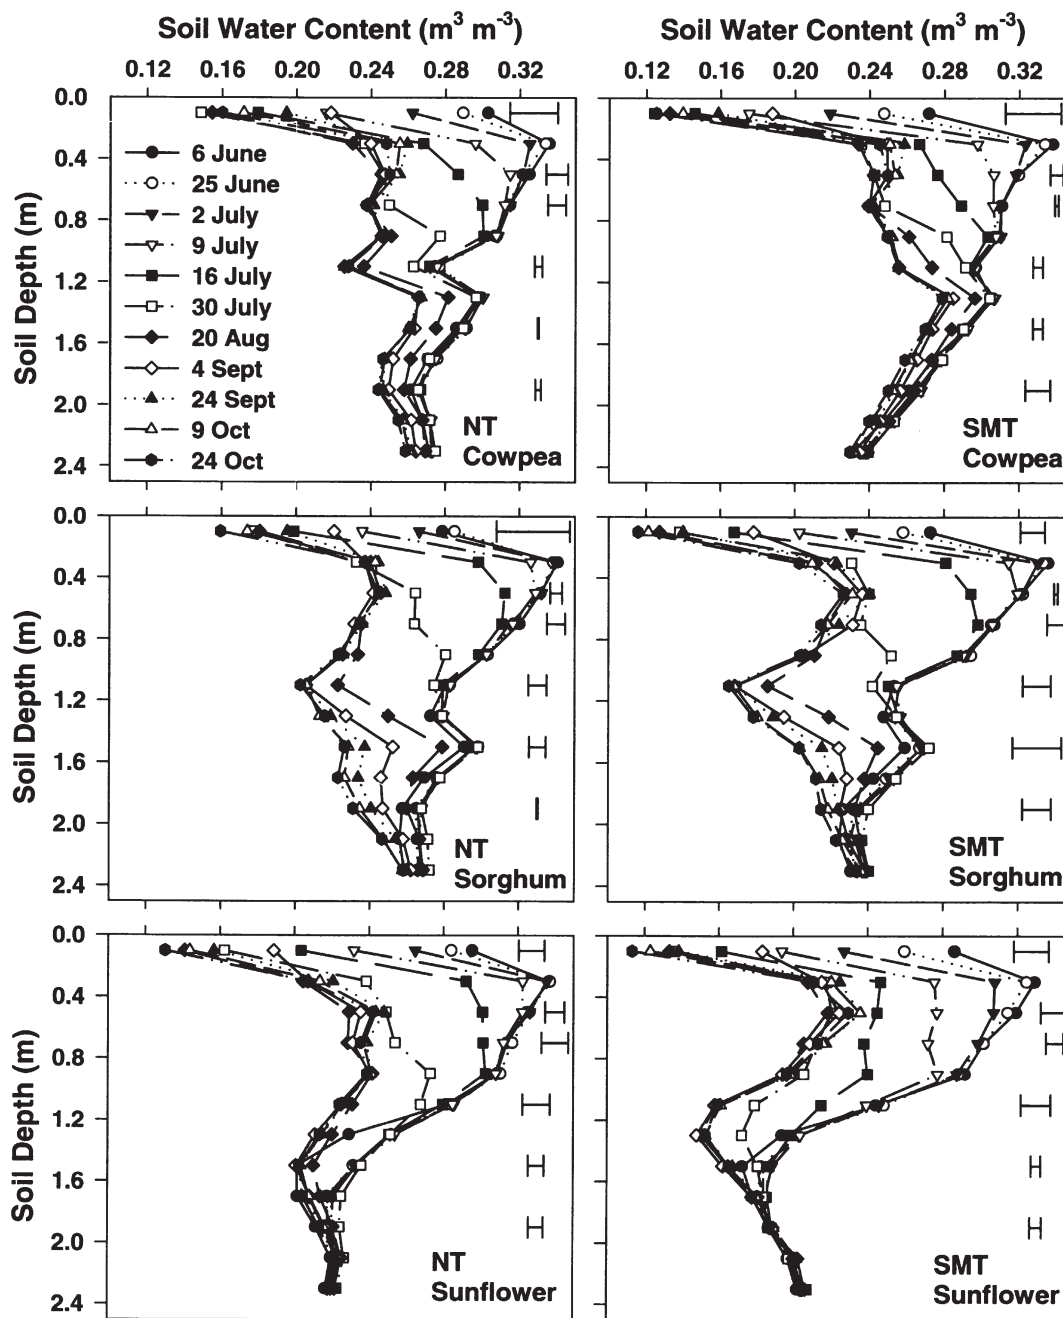 Soil Water Content (m³ m⁻³)
Soil Water Content (m³ m⁻³)
0.12 0.16 0.20 0.24 0.28 0.32
0.12 0.16 0.20 0.24 0.28 0.32
Soil Depth (m)
0.0
0.4
0.8
1.2
1.6
2.0
2.4
6 June
25 June
2 July
9 July
16 July
30 July
20 Aug
4 Sept
24 Sept
9 Oct
24 Oct
NT
Cowpea
SMT
Cowpea
Soil Depth (m)
0.0
0.4
0.8
1.2
1.6
2.0
2.4
NT
Sorghum
SMT
Sorghum
Soil Depth (m)
0.0
0.4
0.8
1.2
1.6
2.0
2.4
NT
Sunflower
SMT
Sunflower